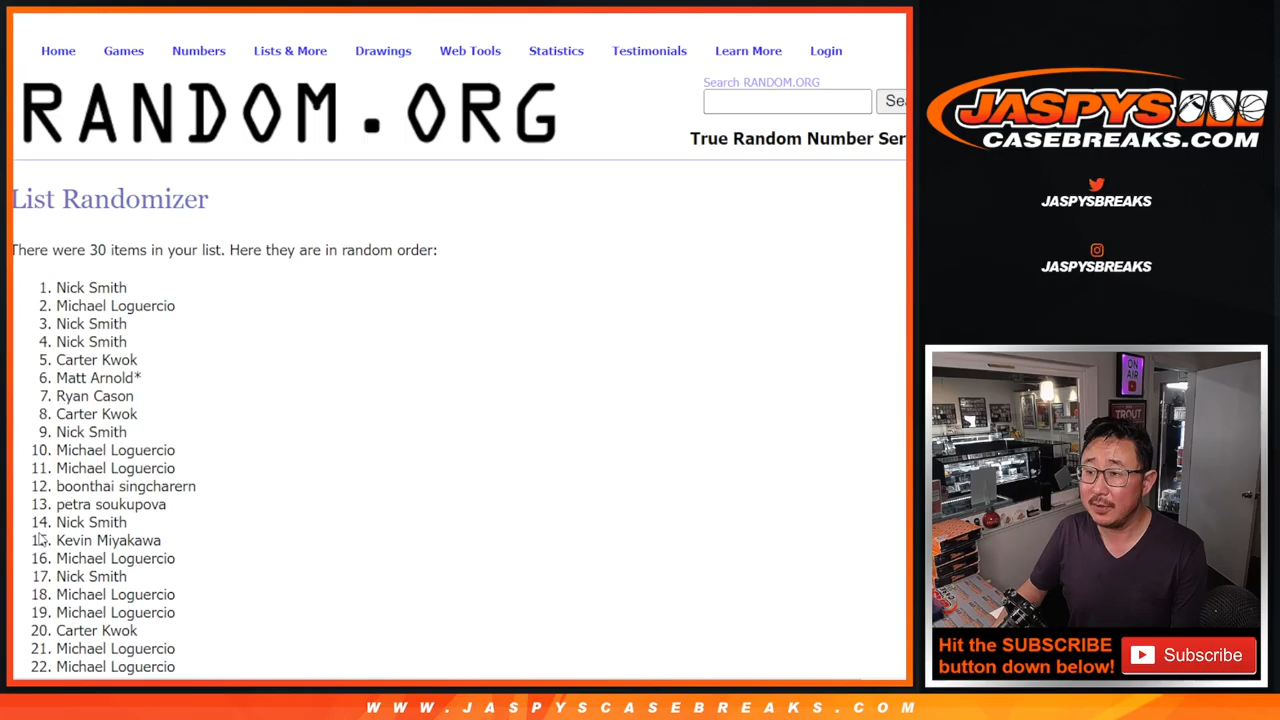 Home Games Numbers Lists & More Drawings Web Tools Statistics Testimonials Learn More Login
RANDOM.ORG
Search RANDOM.ORG
Sea
True Random Number Ser
List Randomizer
There were 30 items in your list. Here they are in random order:
1. Nick Smith
2. Michael Loguercio
3. Nick Smith
4. Nick Smith
5. Carter Kwok
6. Matt Arnold*
7. Ryan Cason
8. Carter Kwok
9. Nick Smith
10. Michael Loguercio
11. Michael Loguercio
12. boonthai singcharern
13. petra soukupova
14. Nick Smith
15. Kevin Miyakawa
16. Michael Loguercio
17. Nick Smith
18. Michael Loguercio
19. Michael Loguercio
20. Carter Kwok
21. Michael Loguercio
22. Michael Loguercio
JASPYS
CASEBREAKS.COM
JASPYSBREAKS
JASPYSBREAKS
ON
AIR
TROUT
Hit the SUBSCRIBE
button down below!
Subscribe
WWW.JASPYSCASEBREAKS.COM